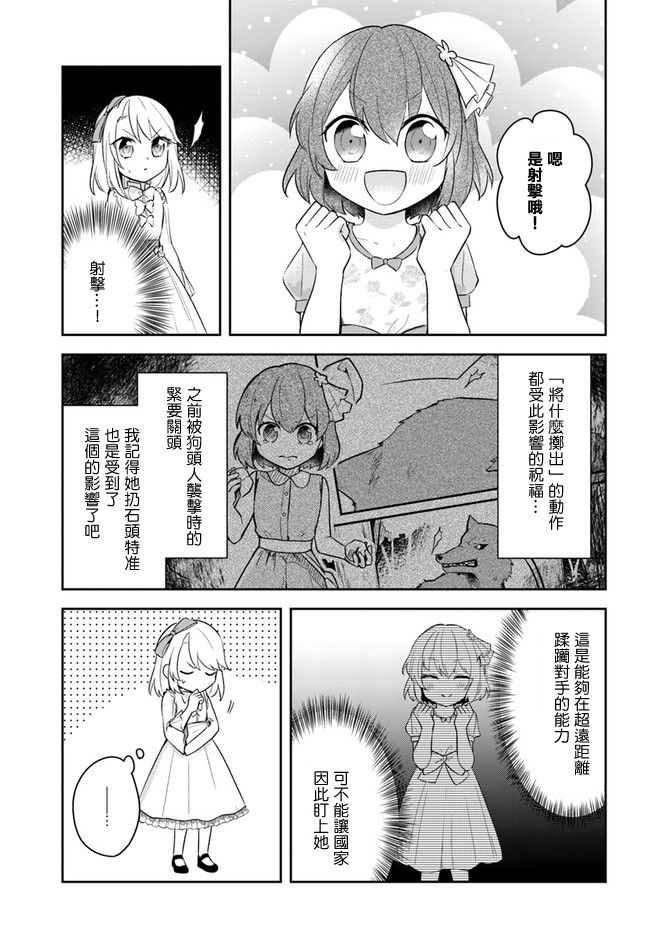 嗯
是射擊哦！
射擊…！
「將什麼擲出」的動作
都受此影響的祝福…
之前被狗頭人襲擊時的
緊要關頭
我記得她扔石頭特准
也是受到了
這個的影響了吧
這是能夠在超遠距離
蹂躪對手的能力
可不能讓國家
因此盯上她
……